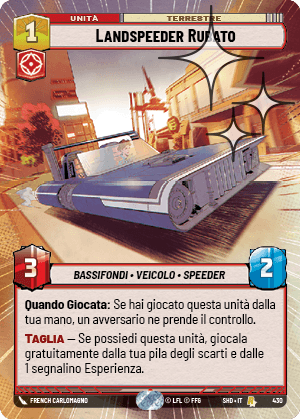 UNITÀ
TERRESTRE
1
LANDSPEEDER RUBATO
3
BASSIFONDI • VEICOLO • SPEEDER
2
Quando Giocata: Se hai giocato questa unità dalla
tua mano, un avversario ne prende il controllo.
TAGLIA — Se possiedi questa unità, giocala
gratuitamente dalla tua pila degli scarti e dalle
1 segnalino Esperienza.
FRENCH CARLOMAGNO
© LFL © FFG
SHD • IT
430